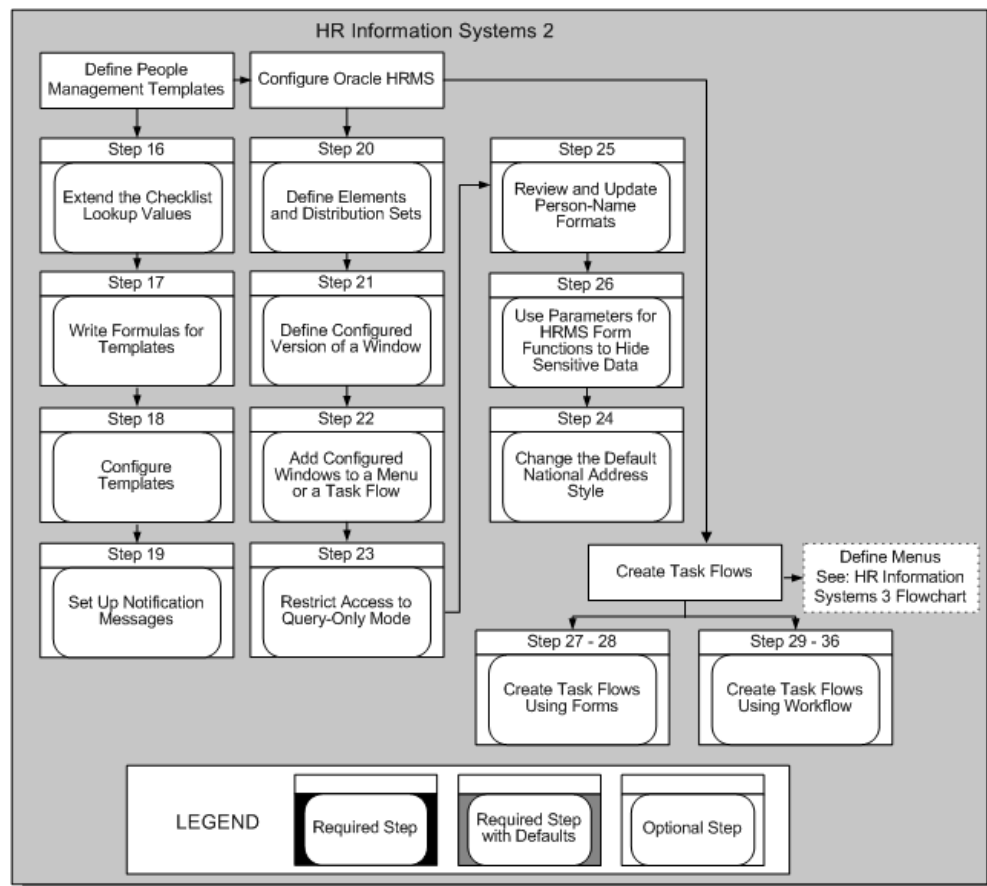 HR Information Systems 2
Define People
Management Templates
Configure Oracle HRMS
Step 16
Extend the Checklist
Lookup Values
Step 17
Write Formulas for
Templates
Step 18
Configure
Templates
Step 19
Set Up Notification
Messages
Step 20
Define Elements
and Distribution Sets
Step 21
Define Configured
Version of a Window
Step 22
Add Configured
Windows to a Menu
or a Task Flow
Step 23
Restrict Access to
Query-Only Mode
Step 25
Review and Update
Person-Name
Formats
Step 26
Use Parameters for
HRMS Form
Functions to Hide
Sensitive Data
Step 24
Change the Default
National Address
Style
Create Task Flows
Define Menus
See: HR Information
Systems 3 Flowchart
Step 27 - 28
Create Task Flows
Using Forms
Step 29 - 36
Create Task Flows
Using Workflow
LEGEND
Required Step
Required Step
with Defaults
Optional Step